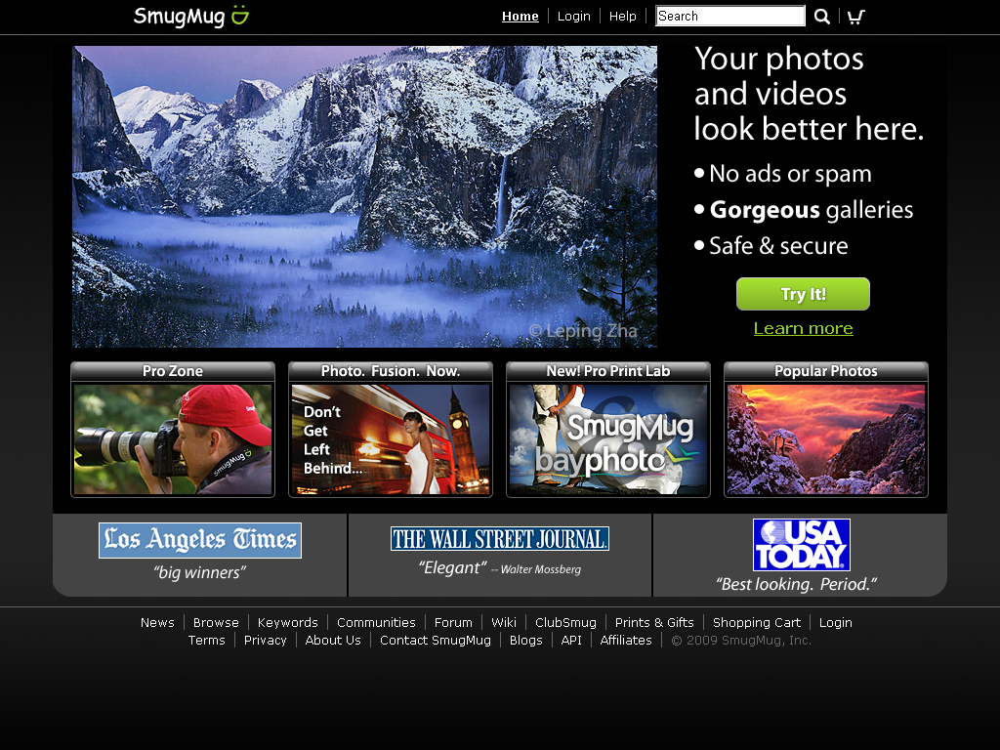 SmugMug
Home
Login
Help
Search
Your photos
and videos
look better here.
No ads or spam
Gorgeous galleries
Safe & secure
Try It!
Learn more
© Leping Zha
Pro Zone
Photo. Fusion. Now.
New! Pro Print Lab
Popular Photos
SmugMug
Don't
Get
Left
Behind...
SmugMug
bayphoto
Los Angeles Times
"big winners"
THE WALL STREET JOURNAL.
"Elegant" -- Walter Mossberg
USA
TODAY
"Best looking. Period."
News | Browse | Keywords | Communities | Forum | Wiki | ClubSmug | Prints & Gifts | Shopping Cart | Login
Terms | Privacy | About Us | Contact SmugMug | Blogs | API | Affiliates | © 2009 SmugMug, Inc.